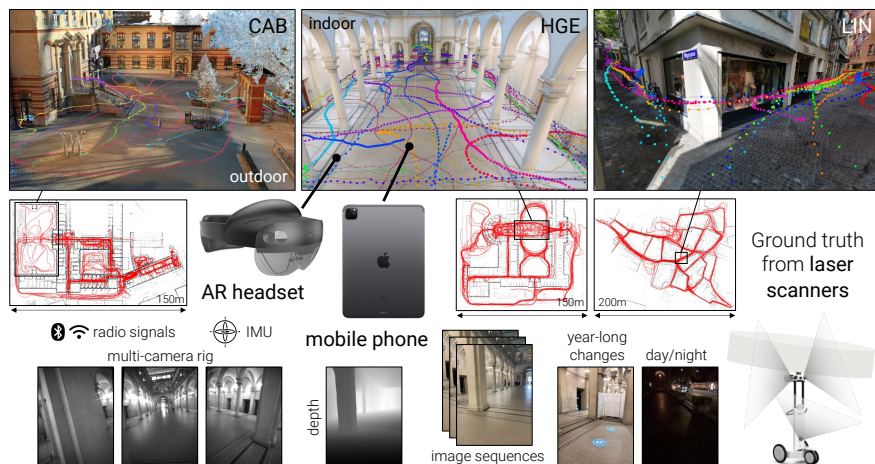 CAB
outdoor
indoor
HGE
LIN
150m
AR headset
mobile phone
150m
200m
Ground truth
from laser
scanners
radio signals
IMU
multi-camera rig
depth
image sequences
year-long
changes
day/night